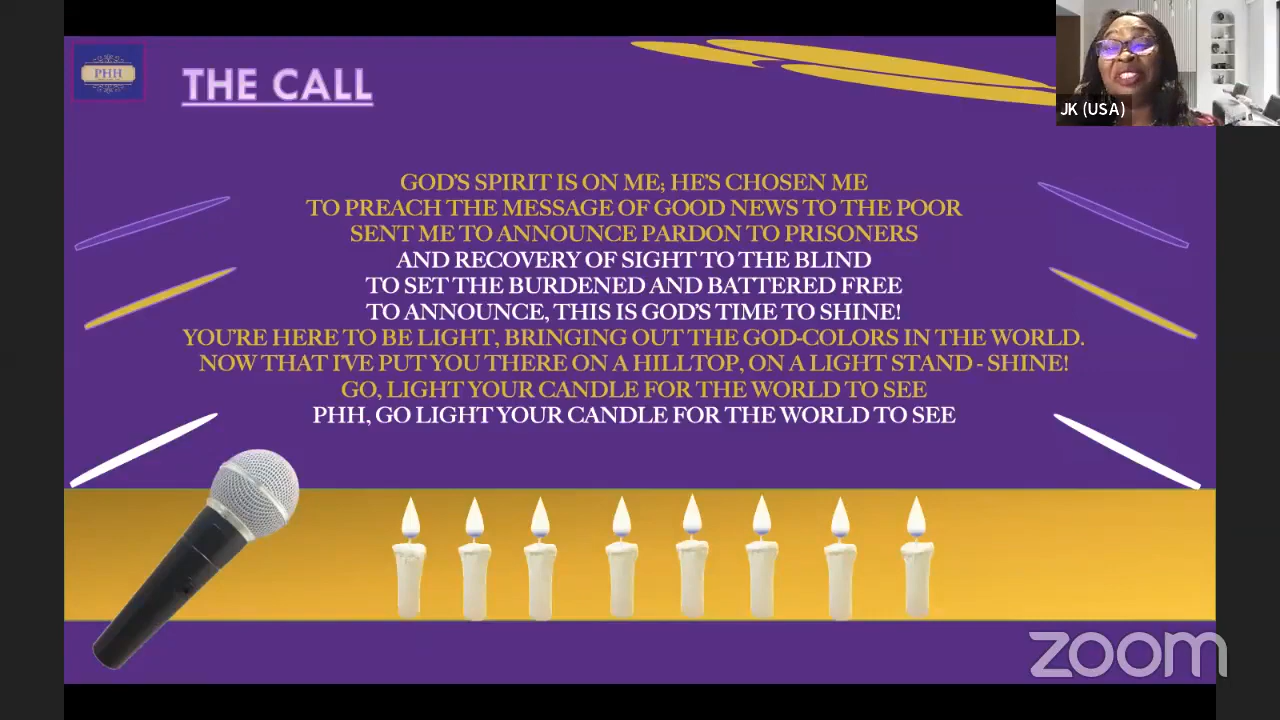 PHH
THE CALL
JK (USA)
GOD'S SPIRIT IS ON ME; HE'S CHOSEN ME
TO PREACH THE MESSAGE OF GOOD NEWS TO THE POOR
SENT ME TO ANNOUNCE PARDON TO PRISONERS
AND RECOVERY OF SIGHT TO THE BLIND
TO SET THE BURDENED AND BATTERED FREE
TO ANNOUNCE, THIS IS GOD'S TIME TO SHINE!
YOU'RE HERE TO BE LIGHT, BRINGING OUT THE GOD-COLORS IN THE WORLD.
NOW THAT I'VE PUT YOU THERE ON A HILLTOP, ON A LIGHT STAND - SHINE!
GO, LIGHT YOUR CANDLE FOR THE WORLD TO SEE
PHH, GO LIGHT YOUR CANDLE FOR THE WORLD TO SEE
zoom